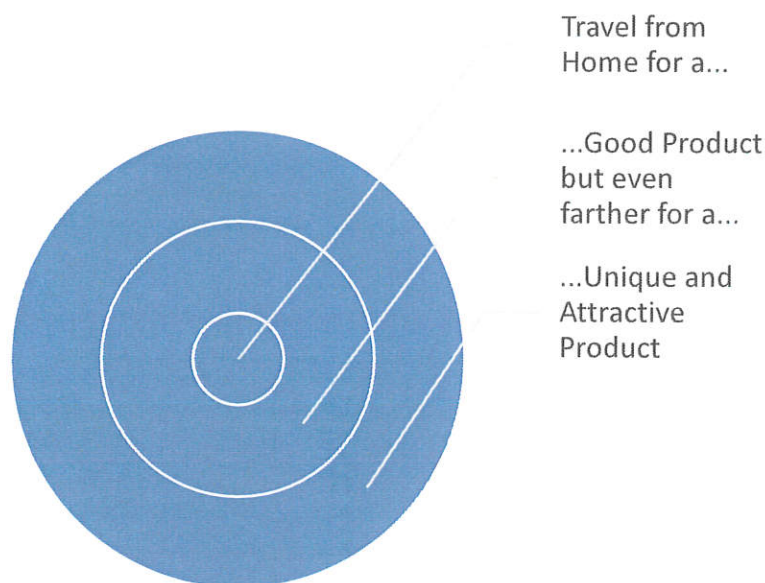 Travel from
Home for a...
...Good Product
but even
farther for a...
...Unique and
Attractive
Product